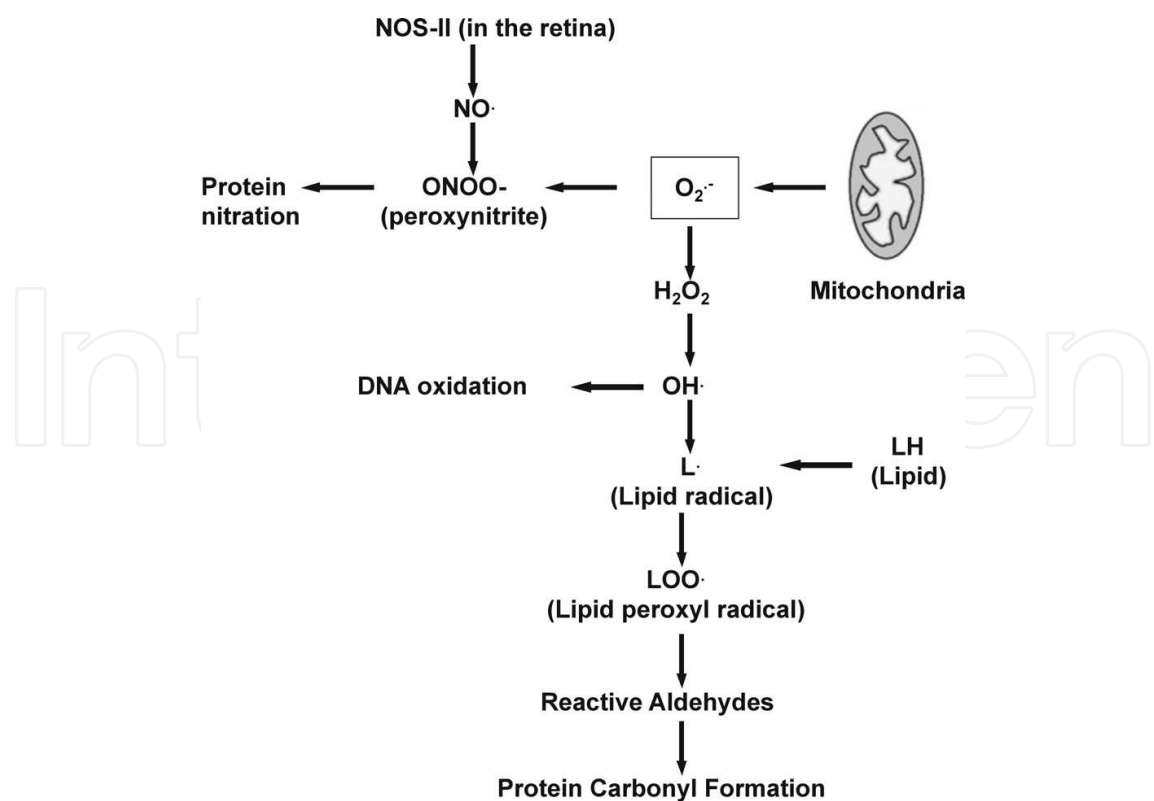 NOS-II (in the retina)
NO·
Protein
nitration
ONOO-
(peroxynitrite)
O₂·⁻
H₂O₂
Mitochondria
DNA oxidation
OH·
L·
(Lipid radical)
LH
(Lipid)
LOO·
(Lipid peroxyl radical)
Reactive Aldehydes
Protein Carbonyl Formation